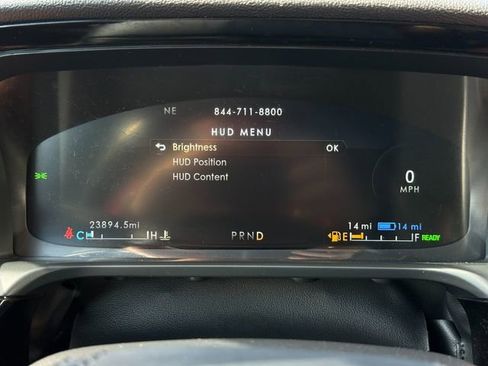 NE 844-711-8800
HUD MENU
Brightness OK
HUD Position
HUD Content
0
MPH
23894.5mi
14 mi 14 mi
C H PRND E F READY